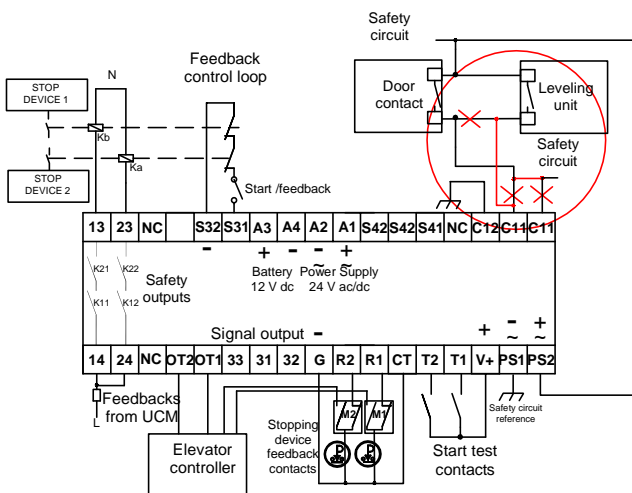 Safety
circuit
N
Feedback
control loop
STOP
DEVICE 1
Door
contact
Leveling
unit
Kb
Safety
circuit
Ka
STOP
DEVICE 2
Start /feedback
13 23 NC S32 S31 A3 A4 A2 A1 S42 S42 S41 NC C12 C11 C11
- + - - ~ + ~
K21 K22
Safety
outputs
Battery
12 V dc
Power Supply
24 V ac/dc
K11 K12
Signal output - + - ~ + ~
14 24 NC OT2 OT1 33 31 32 G R2 R1 CT T2 T1 V+ PS1 PS2
Feedbacks
from UCM
L
M2 M1
Safety circuit
reference
Stopping
device
feedback
contacts
Start test
contacts
Elevator
controller
P P